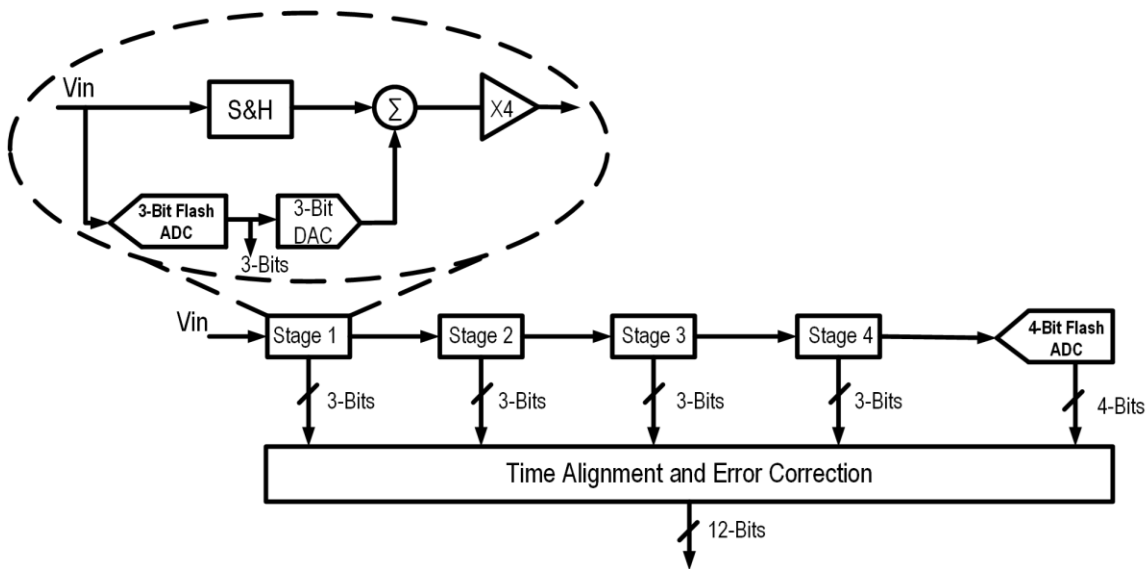 Vin
S&H
Σ
X4
3-Bit Flash
ADC
3-Bit
DAC
3-Bits
Vin
Stage 1
Stage 2
Stage 3
Stage 4
4-Bit Flash
ADC
3-Bits
3-Bits
3-Bits
3-Bits
4-Bits
Time Alignment and Error Correction
12-Bits